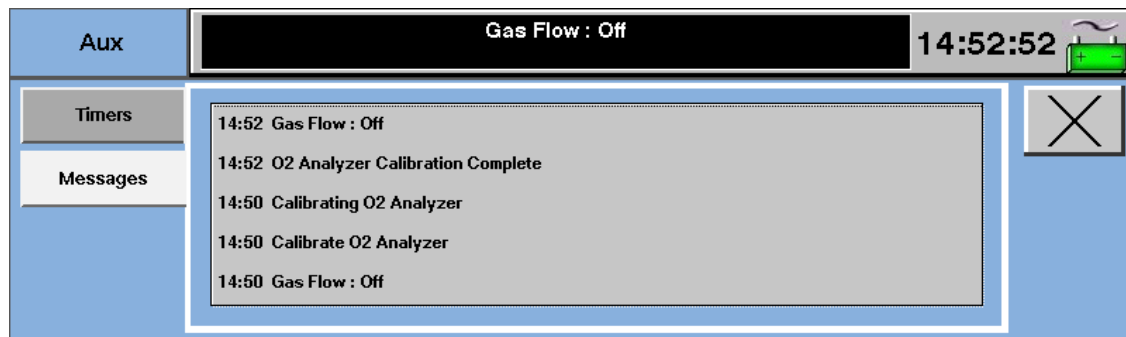 Aux
Gas Flow : Off
14:52:52
+ -
Timers
Messages
14:52 Gas Flow : Off
14:52 O2 Analyzer Calibration Complete
14:50 Calibrating O2 Analyzer
14:50 Calibrate O2 Analyzer
14:50 Gas Flow : Off